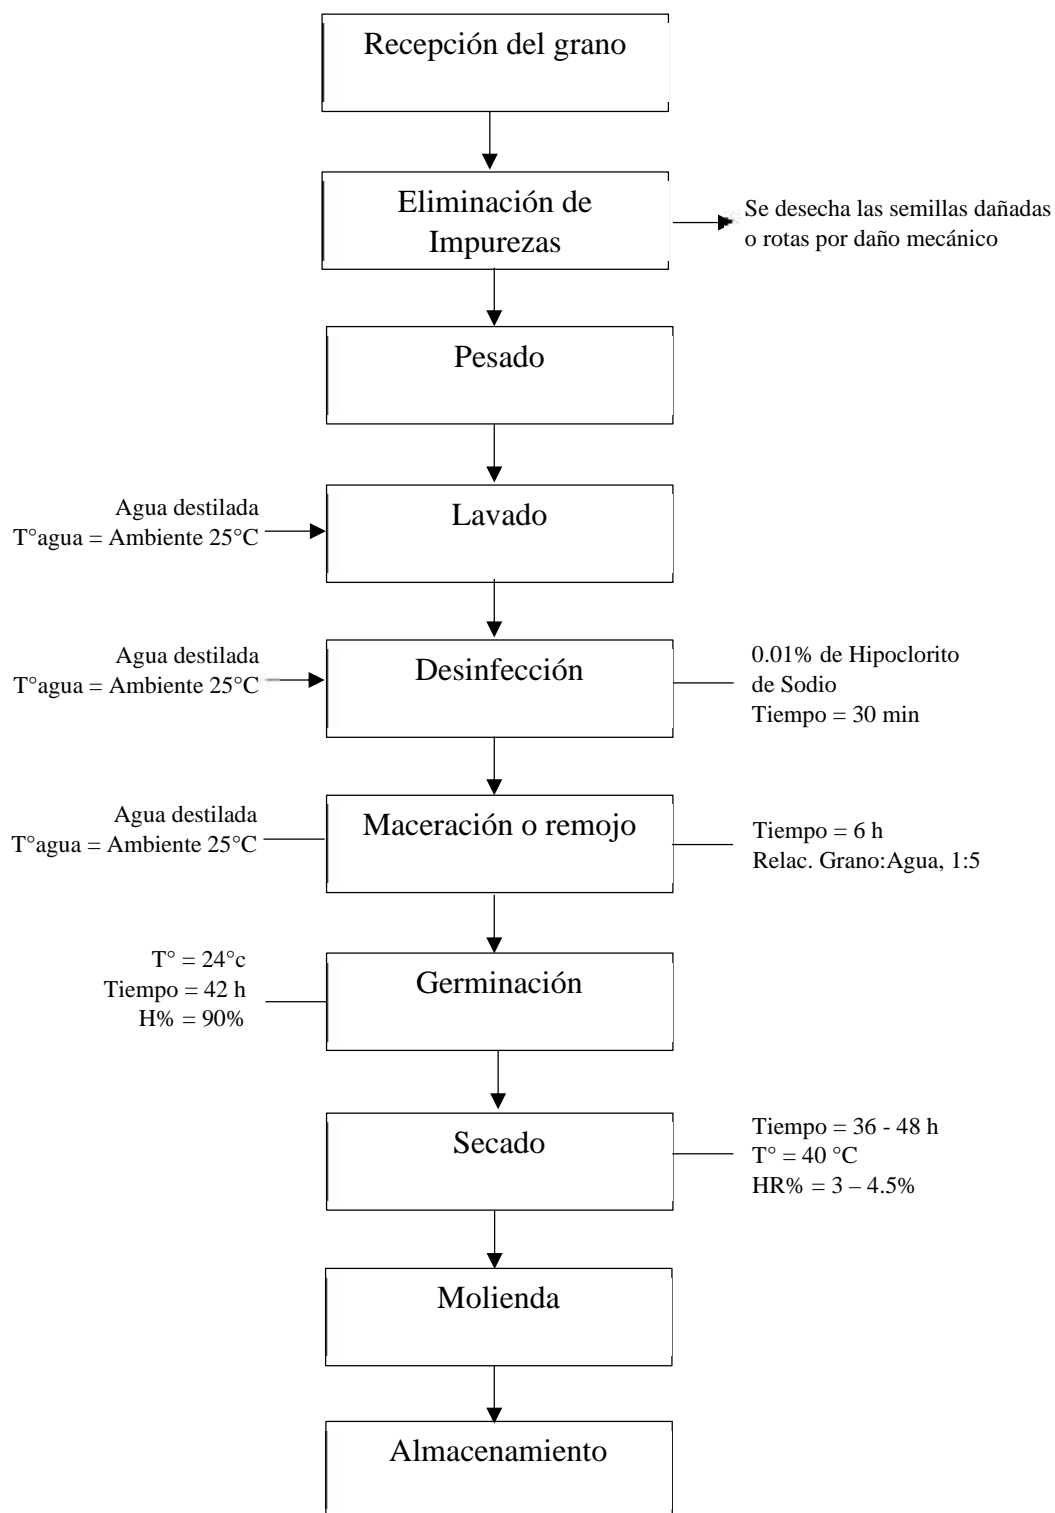 Recepción del grano
Eliminación de
Impurezas
Se desecha las semillas dañadas
o rotas por daño mecánico
Pesado
Agua destilada
T°agua = Ambiente 25°C
Lavado
Agua destilada
T°agua = Ambiente 25°C
Desinfección
0.01% de Hipoclorito
de Sodio
Tiempo = 30 min
Agua destilada
T°agua = Ambiente 25°C
Maceración o remojo
Tiempo = 6 h
Relac. Grano:Agua, 1:5
T° = 24°c
Tiempo = 42 h
H% = 90%
Germinación
Secado
Tiempo = 36 - 48 h
T° = 40 °C
HR% = 3 – 4.5%
Molienda
Almacenamiento